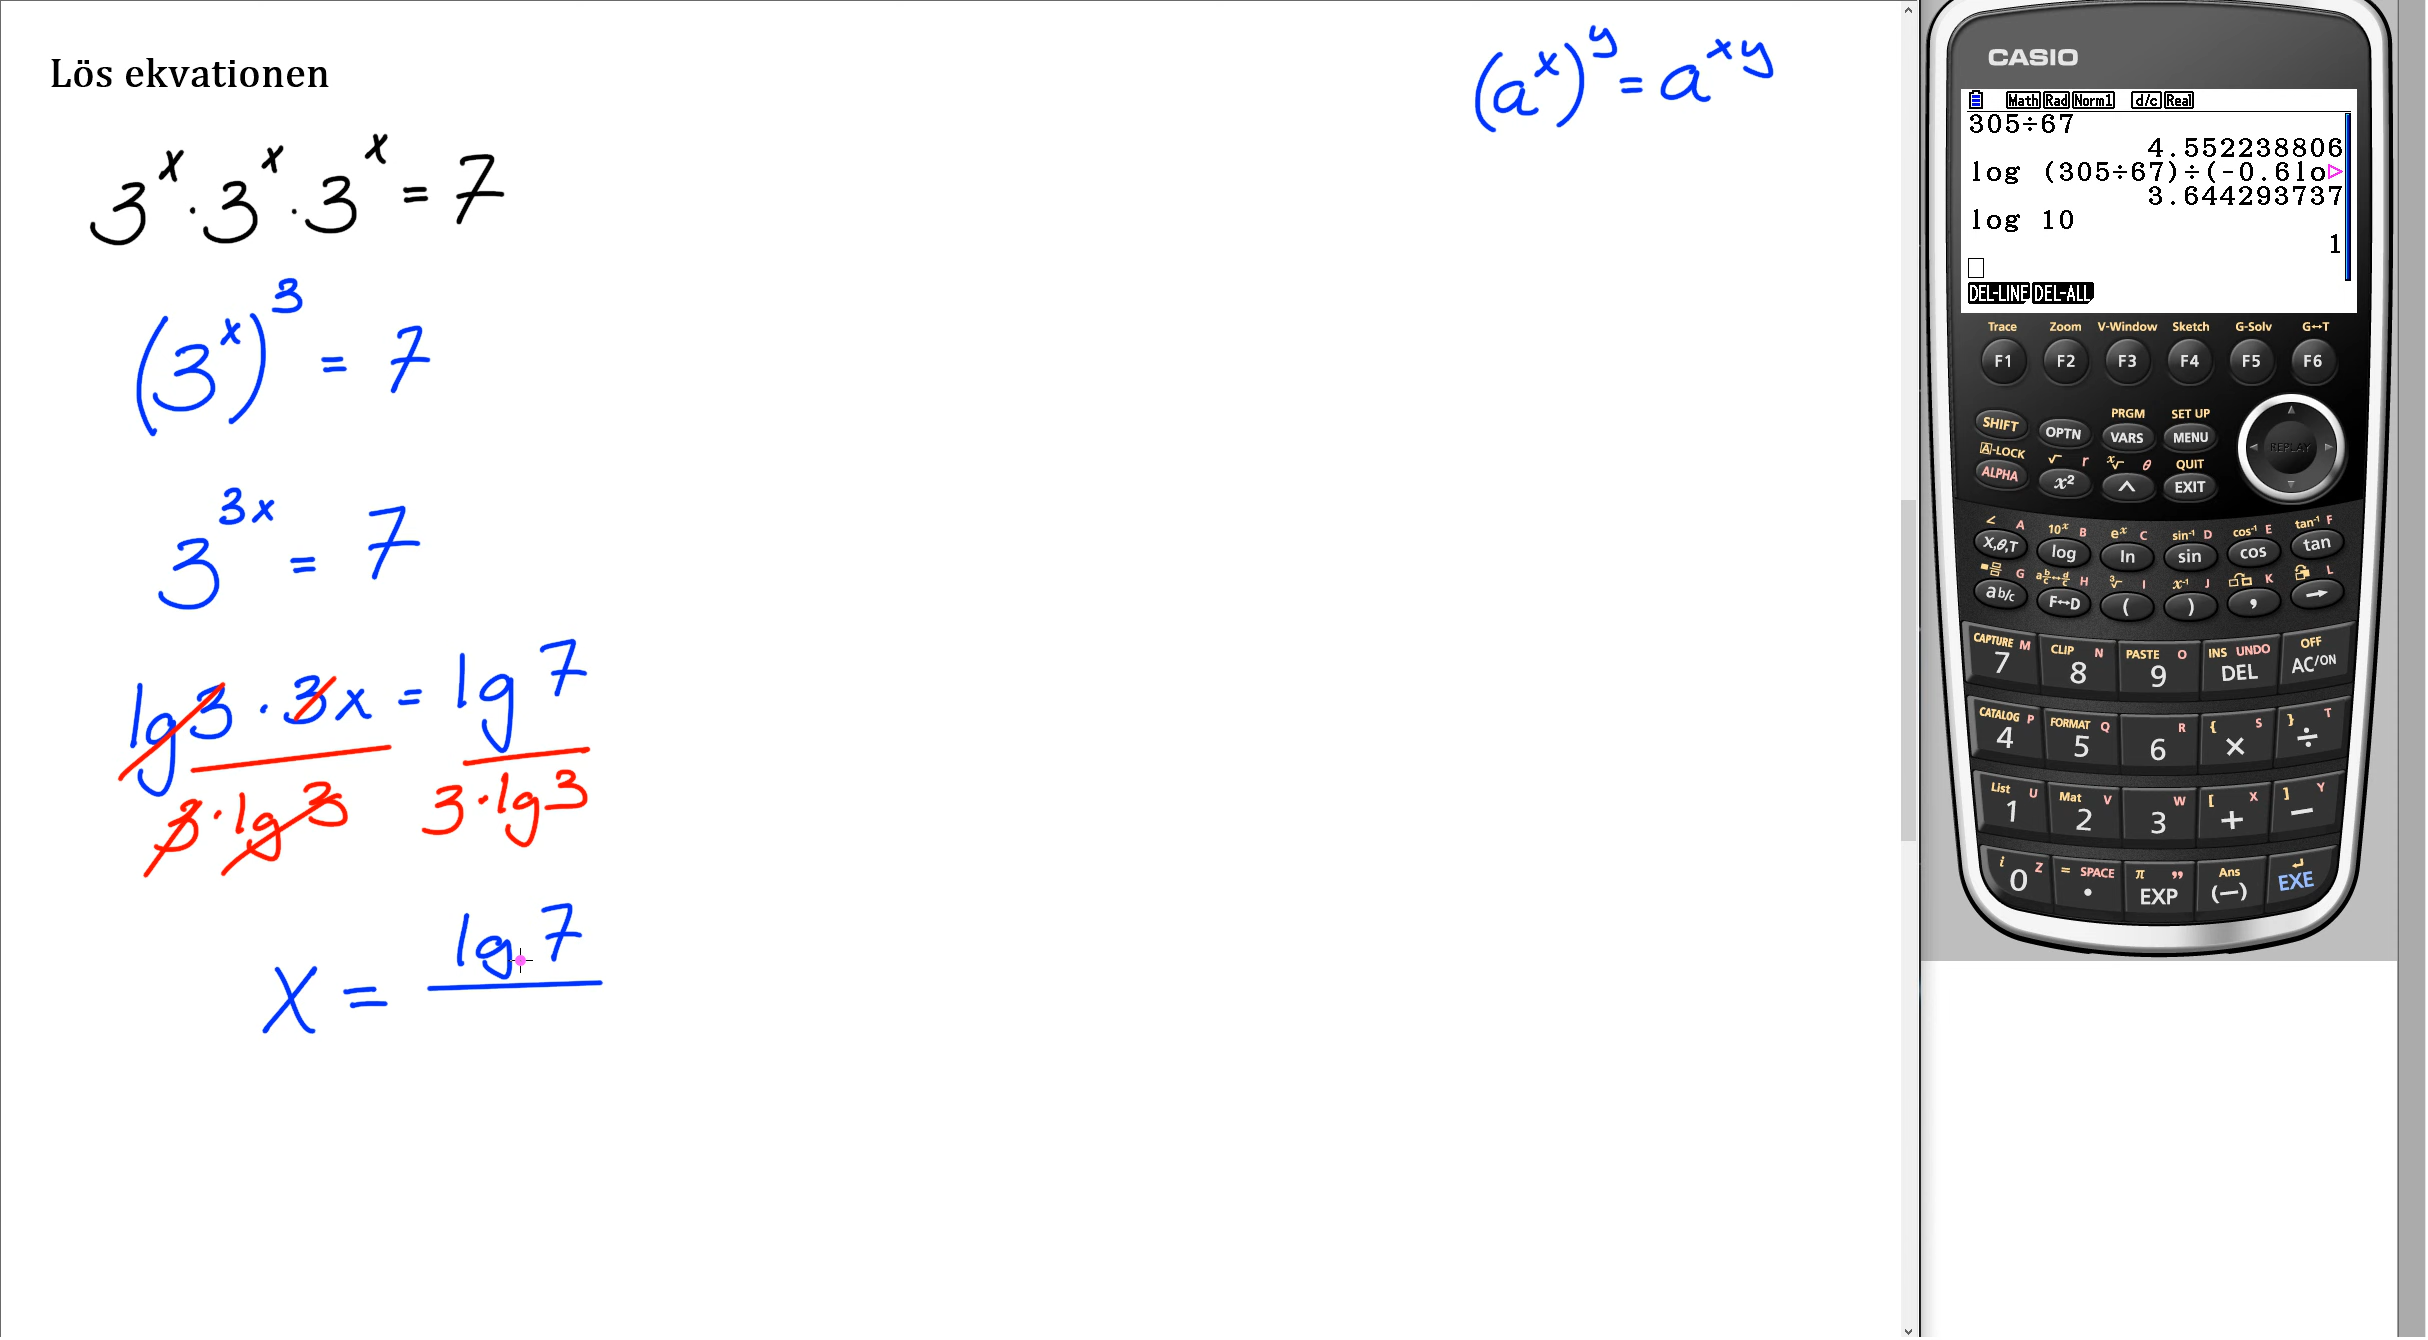 Lös ekvationen
(a^x)^y = a^xy
3^x · 3^x · 3^x = 7
(3^x)^3 = 7
3^3x = 7
lg 3 · 3x = lg 7
3 · lg 3 3 · lg 3
x = lg 7
CASIO
Math Rad Norm1 d/c Real
305÷67
4.552238806
log (305÷67)÷(-0.6lo
3.644293737
log 10
1
DEL-LINE DEL-ALL
Trace Zoom V-Window Sketch G-Solv G↔T
F1 F2 F3 F4 F5 F6
PRGM SET UP
SHIFT OPTN VARS MENU
A-LOCK √ r x√ θ QUIT REPLAY
ALPHA x² ^ EXIT
∠ A 10^x B e^x C sin⁻¹ D cos⁻¹ E tan⁻¹ F
X,θ,T log ln sin cos tan
G a b/c↔d/c H ³√ I x⁻¹ J K L
a b/c F↔D ( ) , →
CAPTURE M CLIP N PASTE O INS UNDO OFF
7 8 9 DEL AC/ON
CATALOG P FORMAT Q R { S } T
4 5 6 × ÷
List U Mat V W [ X ] Y
1 2 3 + −
i Z = SPACE π ” Ans ↵
0 · EXP (−) EXE